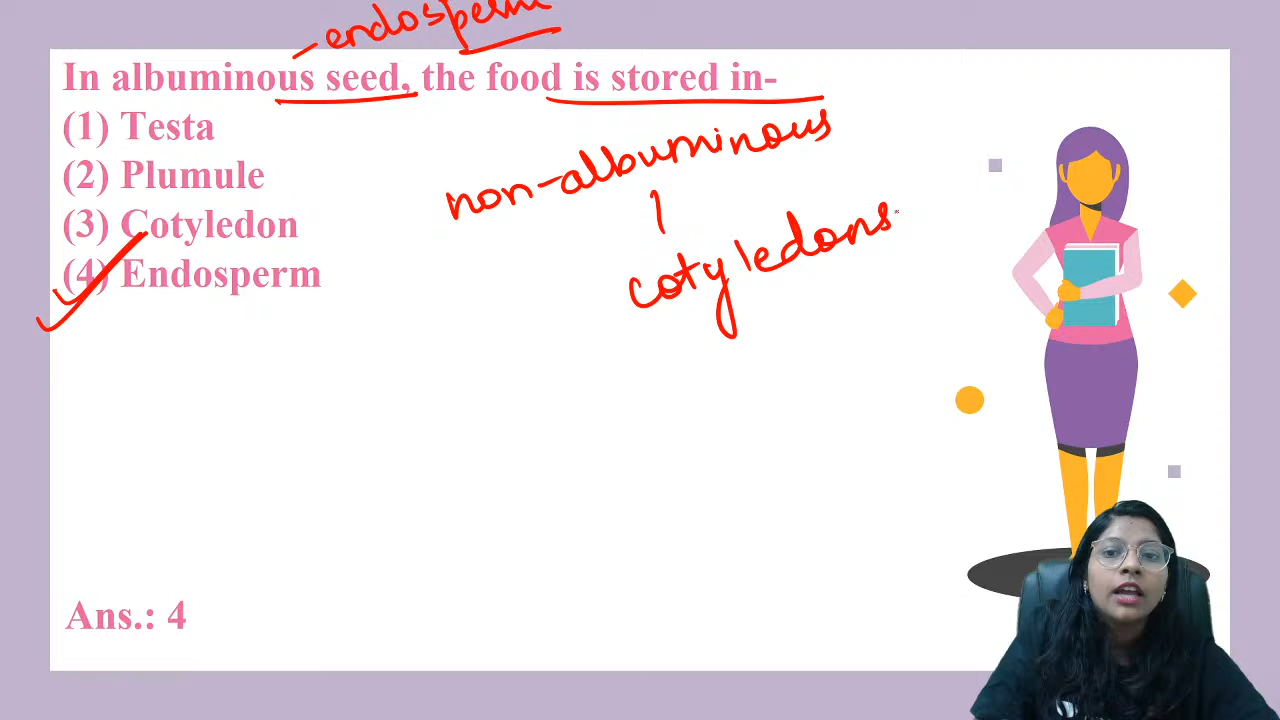 -endosperm
In albuminous seed, the food is stored in-
(1) Testa
(2) Plumule
(3) Cotyledon
(4) Endosperm
non-albuminous
cotyledons
Ans.: 4